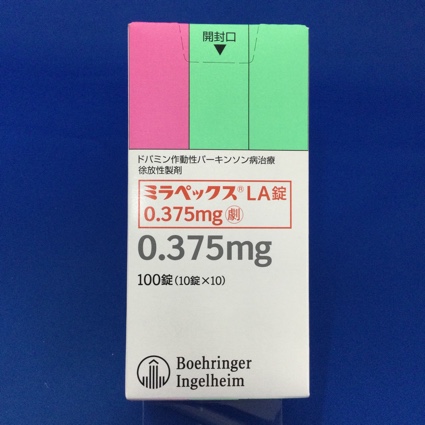 開封口
ドパミン作動性パーキンソン病治療
徐放性製剤
ミラペックス® LA錠
0.375mg 劇
0.375mg
100錠(10錠×10)
Boehringer
Ingelheim